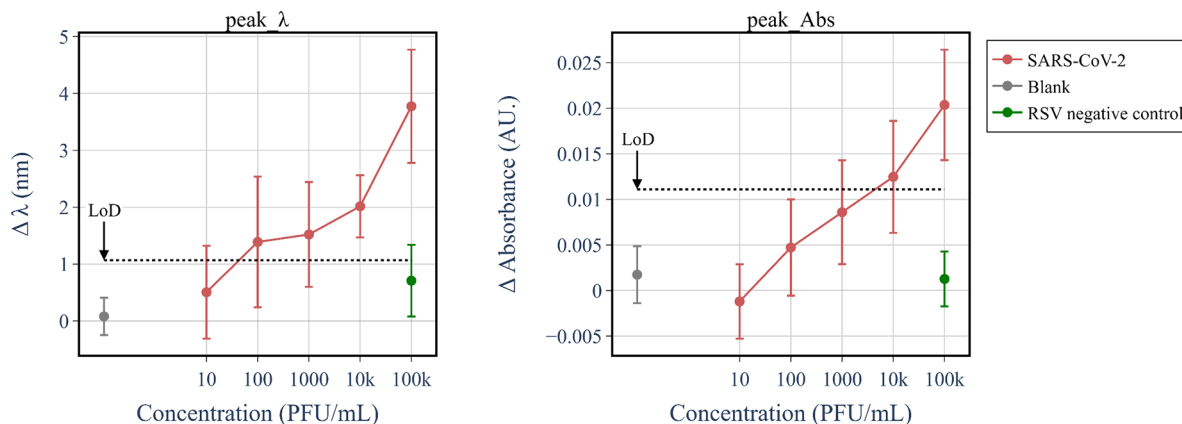 peak_λ
5
4
3
2
1
0
Δ λ (nm)
LoD
10
100
1000
10k
100k
Concentration (PFU/mL)
peak_Abs
0.025
0.02
0.015
0.01
0.005
0
−0.005
Δ Absorbance (AU.)
LoD
10
100
1000
10k
100k
Concentration (PFU/mL)
SARS-CoV-2
Blank
RSV negative control